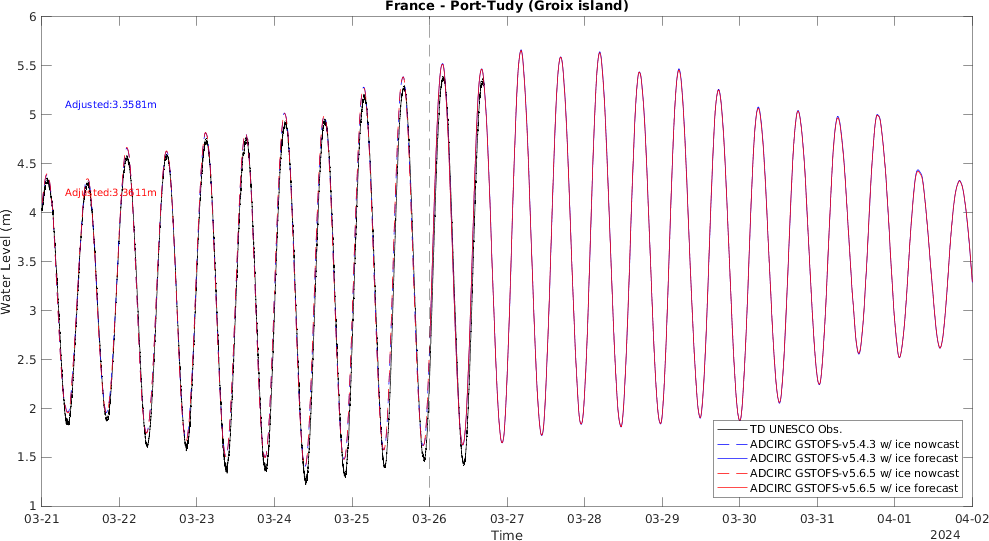 France - Port-Tudy (Groix island)
6
5.5
5
4.5
4
3.5
3
2.5
2
1.5
1
Water Level (m)
Adjusted:3.3581m
Adjusted:3.3611m
TD UNESCO Obs.
ADCIRC GSTOFS-v5.4.3 w/ ice nowcast
ADCIRC GSTOFS-v5.4.3 w/ ice forecast
ADCIRC GSTOFS-v5.6.5 w/ ice nowcast
ADCIRC GSTOFS-v5.6.5 w/ ice forecast
03-21 03-22 03-23 03-24 03-25 03-26 03-27 03-28 03-29 03-30 03-31 04-01 04-02
Time
2024